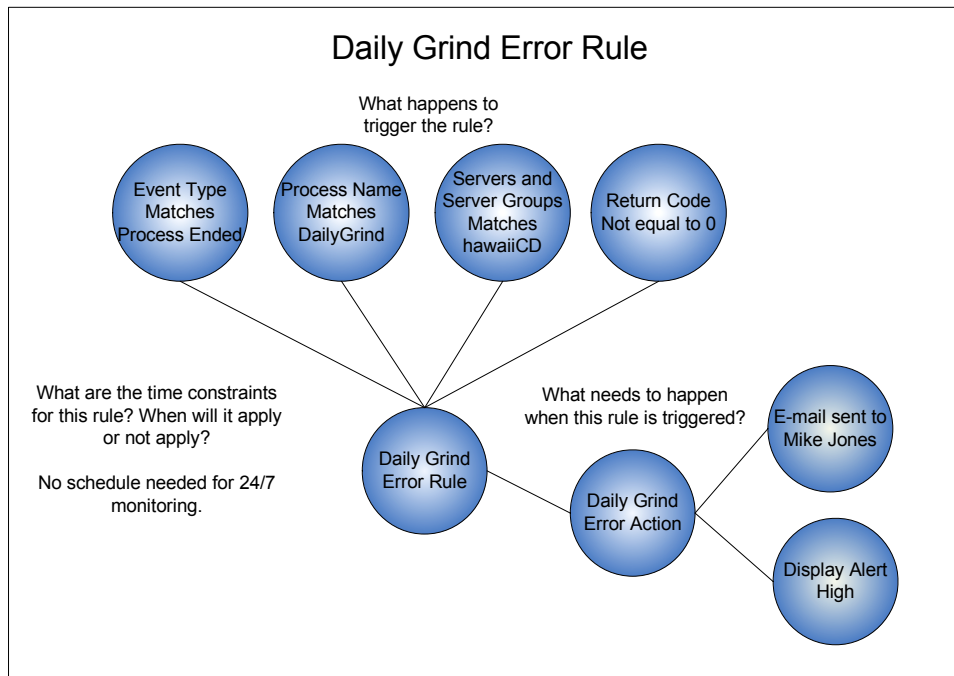 Daily Grind Error Rule
What happens to
trigger the rule?
Event Type
Matches
Process Ended
Process Name
Matches
DailyGrind
Servers and
Server Groups
Matches
hawaiiCD
Return Code
Not equal to 0
What are the time constraints
for this rule? When will it apply
or not apply?
No schedule needed for 24/7
monitoring.
Daily Grind
Error Rule
What needs to happen
when this rule is triggered?
Daily Grind
Error Action
E-mail sent to
Mike Jones
Display Alert
High